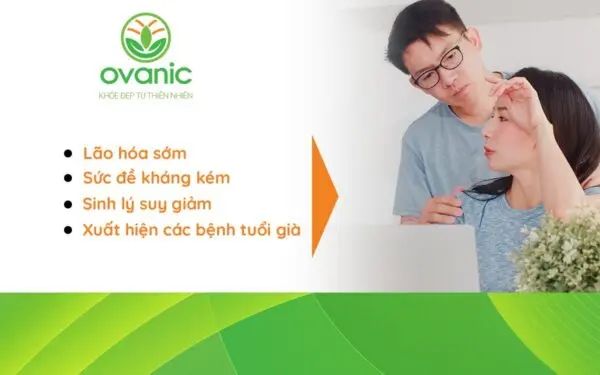 ovanic
KHỎE ĐẸP TỪ THIÊN NHIÊN
Lão hóa sớm
Sức đề kháng kém
Sinh lý suy giảm
Xuất hiện các bệnh tuổi già